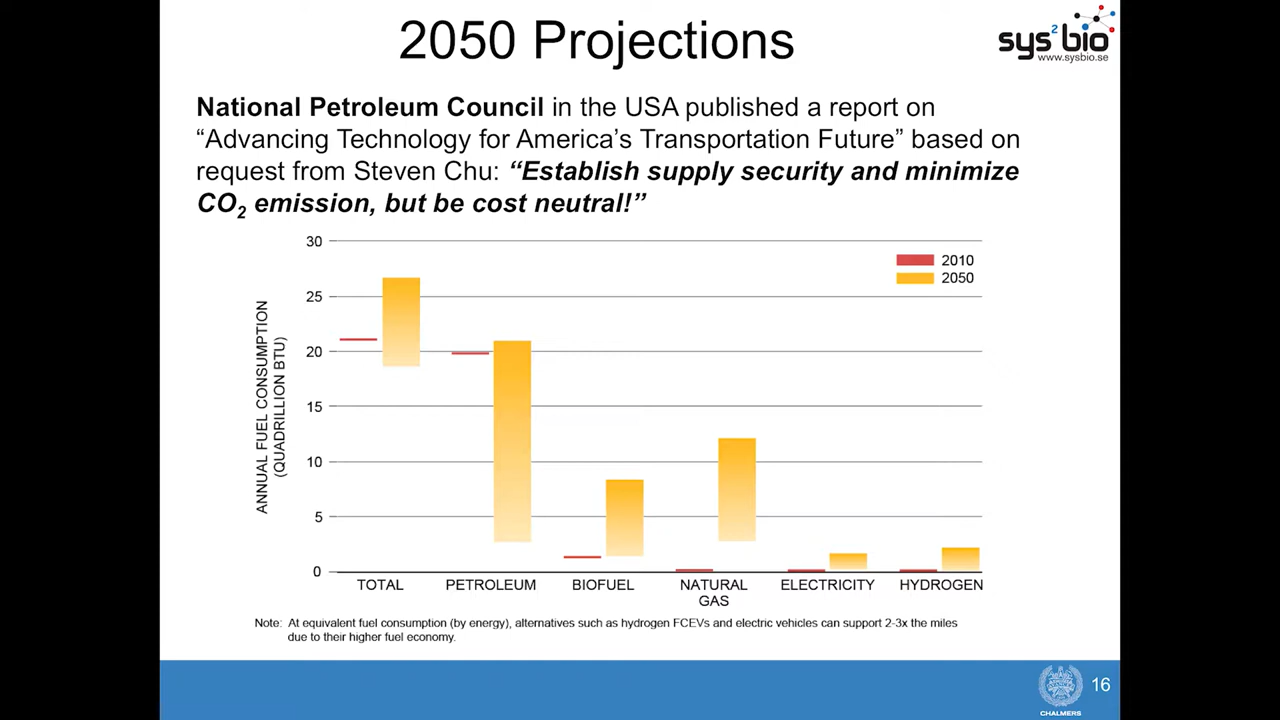 2050 Projections
sys2bio
www.sysbio.se
National Petroleum Council in the USA published a report on
“Advancing Technology for America’s Transportation Future” based on
request from Steven Chu: “Establish supply security and minimize
CO2 emission, but be cost neutral!”
30
25
20
15
10
5
0
ANNUAL FUEL CONSUMPTION
(QUADRILLION BTU)
2010
2050
TOTAL
PETROLEUM
BIOFUEL
NATURAL
GAS
ELECTRICITY
HYDROGEN
Note: At equivalent fuel consumption (by energy), alternatives such as hydrogen FCEVs and electric vehicles can support 2-3x the miles
due to their higher fuel economy.
CHALMERS
16